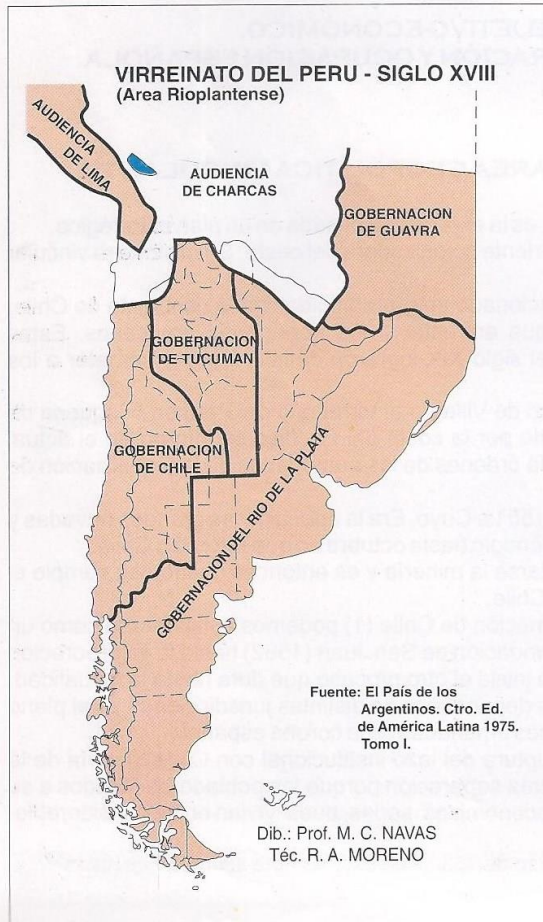 VIRREINATO DEL PERU - SIGLO XVIII
(Area Rioplantense)
AUDIENCIA
DE LIMA
AUDIENCIA
DE CHARCAS
GOBERNACION
DE GUAYRA
GOBERNACION
DE TUCUMAN
GOBERNACION
DE CHILE
GOBERNACION DEL RIO DE LA PLATA
Fuente: El País de los
Argentinos. Ctro. Ed.
de América Latina 1975.
Tomo I.
Dib.: Prof. M. C. NAVAS
Téc. R. A. MORENO